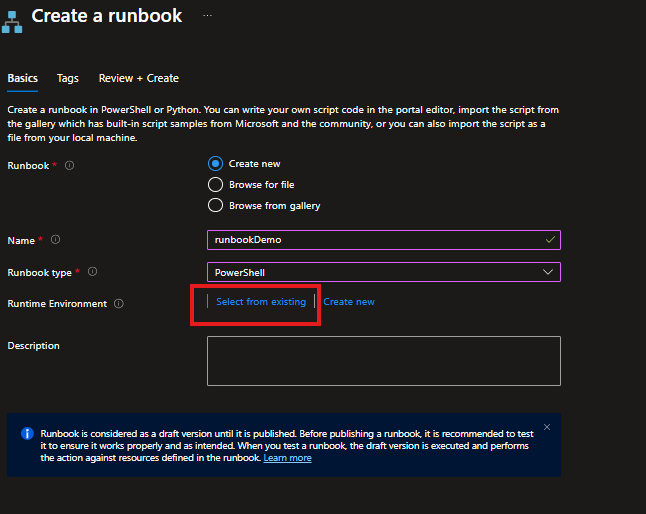 Create a runbook ...
Basics Tags Review + Create
Create a runbook in PowerShell or Python. You can write your own script code in the portal editor, import the script from
the gallery which has built-in script samples from Microsoft and the community, or you can also import the script as a
file from your local machine.
Runbook * Create new
Browse for file
Browse from gallery
Name * runbookDemo
Runbook type * PowerShell
Runtime Environment Select from existing Create new
Description
Runbook is considered as a draft version until it is published. Before publishing a runbook, it is recommended to test
it to ensure it works properly and as intended. When you test a runbook, the draft version is executed and performs
the action against resources defined in the runbook. Learn more